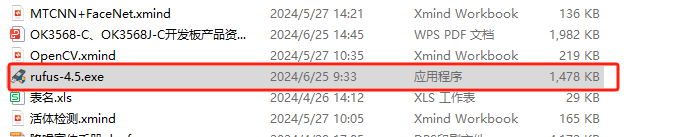 MTCNN+FaceNet.xmind 2024/5/27 14:21 Xmind Workbook 136 KB
OK3568-C、OK3568J-C开发板产品资... 2024/6/25 14:45 WPS PDF 文档 1,982 KB
OpenCV.xmind 2024/5/27 10:35 Xmind Workbook 219 KB
rufus-4.5.exe 2024/6/25 9:33 应用程序 1,478 KB
表名.xls 2024/4/26 14:12 XLS 工作表 29 KB
活体检测.xmind 2024/5/27 10:05 Xmind Workbook 165 KB